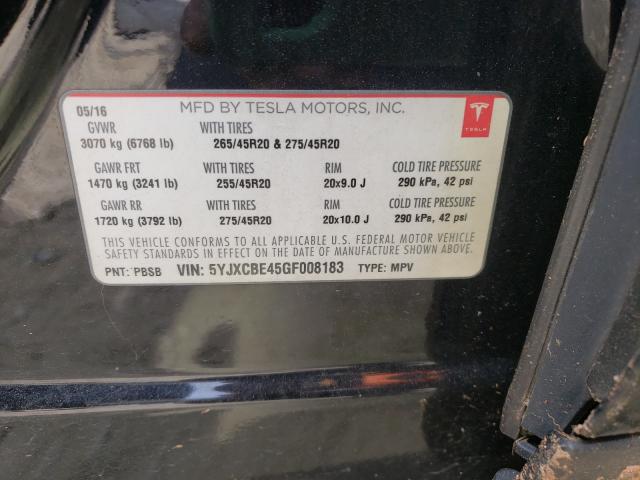 05/16 MFD BY TESLA MOTORS, INC.
GVWR WITH TIRES
3070 kg (6768 lb) 265/45R20 & 275/45R20
TESLA
GAWR FRT WITH TIRES RIM COLD TIRE PRESSURE
1470 kg (3241 lb) 255/45R20 20x9.0 J 290 kPa, 42 psi
GAWR RR WITH TIRES RIM COLD TIRE PRESSURE
1720 kg (3792 lb) 275/45R20 20x10.0 J 290 kPa, 42 psi
THIS VEHICLE CONFORMS TO ALL APPLICABLE U.S. FEDERAL MOTOR VEHICLE
SAFETY STANDARDS IN EFFECT ON THE DATE OF MANUFACTURE SHOWN ABOVE.
PNT: PBSB VIN: 5YJXCBE45GF008183 TYPE: MPV